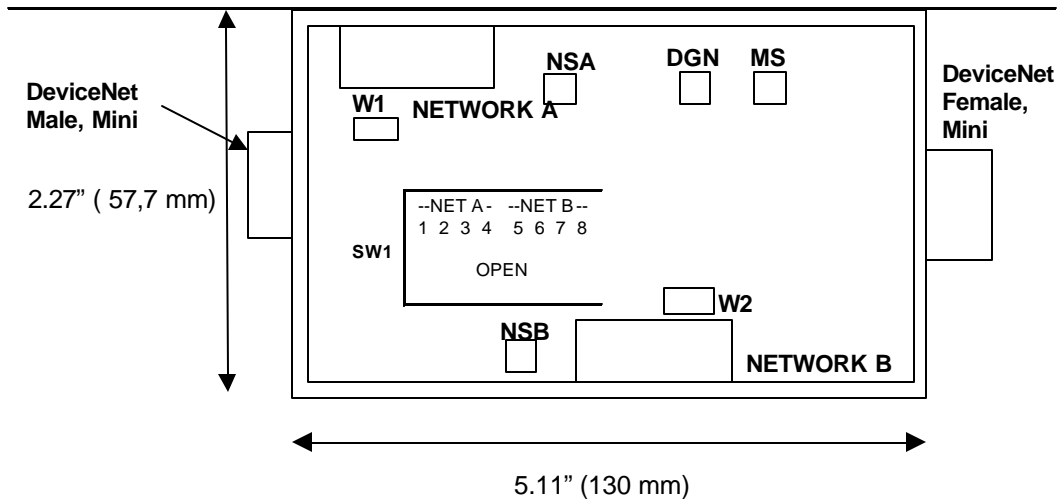 DeviceNet
Male, Mini
2.27” ( 57,7 mm)
W1
NETWORK A
NSA
DGN
MS
DeviceNet
Female,
Mini
SW1
--NET A- --NET B--
1 2 3 4 5 6 7 8
OPEN
W2
NSB
NETWORK B
5.11” (130 mm)